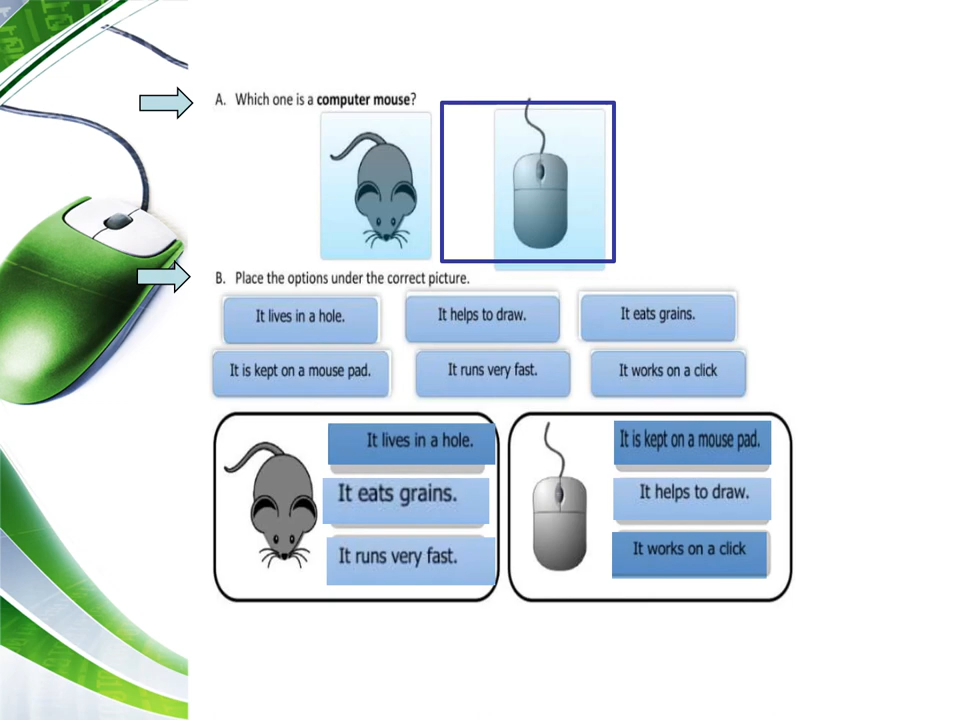 A. Which one is a computer mouse?
B. Place the options under the correct picture.
It lives in a hole.
It helps to draw.
It eats grains.
It is kept on a mouse pad.
It runs very fast.
It works on a click
It lives in a hole.
It eats grains.
It runs very fast.
It is kept on a mouse pad.
It helps to draw.
It works on a click